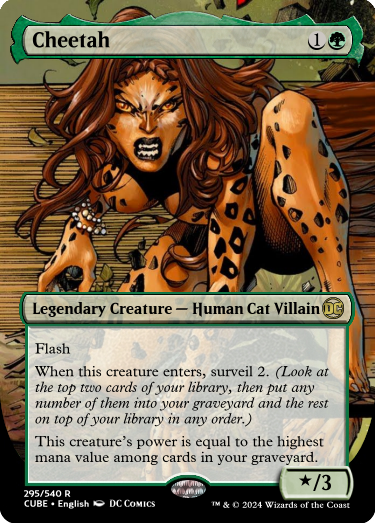 Cheetah 1
Legendary Creature — Human Cat Villain DC
Flash
When this creature enters, surveil 2. (Look at
the top two cards of your library, then put any
number of them into your graveyard and the rest
on top of your library in any order.)
This creature's power is equal to the highest
mana value among cards in your graveyard.
★/3
295/540 R
CUBE • English DC COMICS ™ & © 2024 Wizards of the Coast